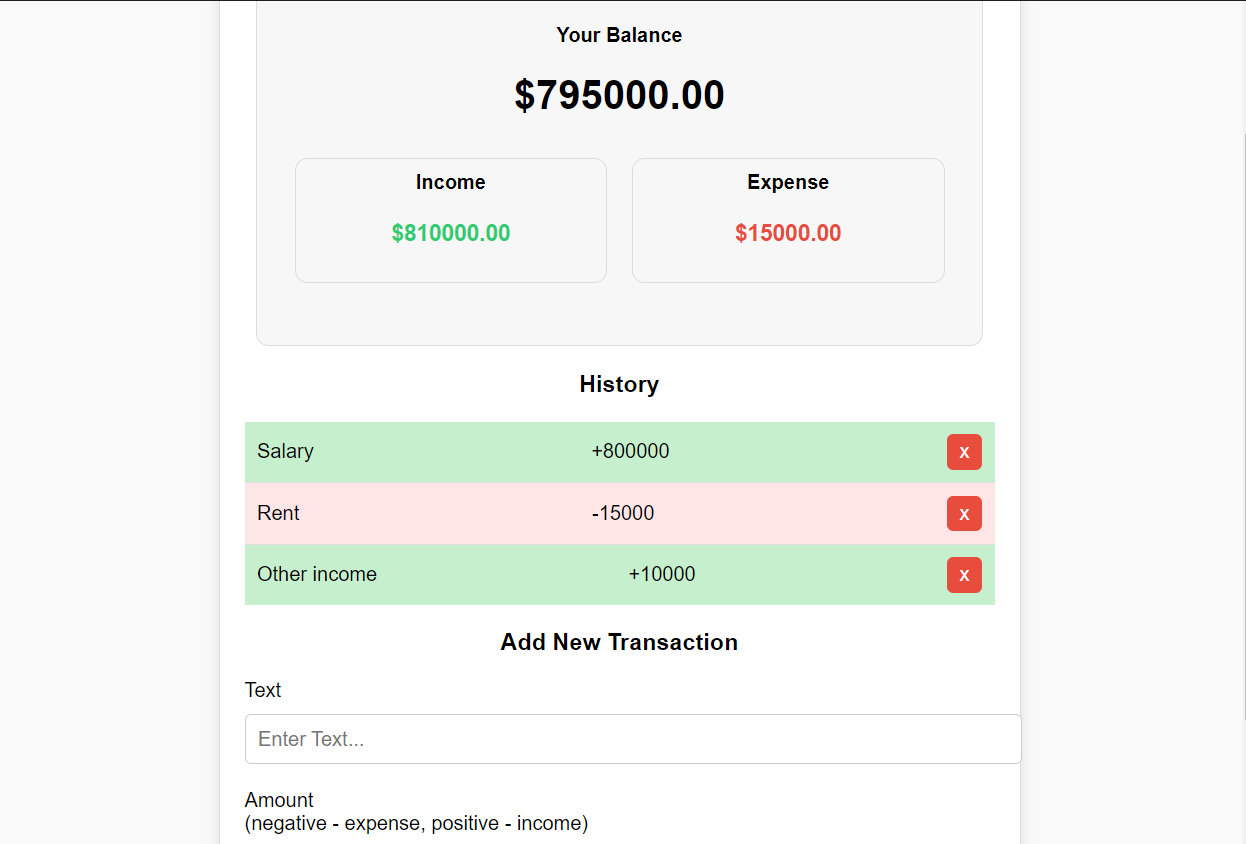 Your Balance
$795000.00
Income
Expense
$810000.00
$15000.00
History
Salary +800000 X
Rent -15000 X
Other income +10000 X
Add New Transaction
Text
Enter Text...
Amount
(negative - expense, positive - income)